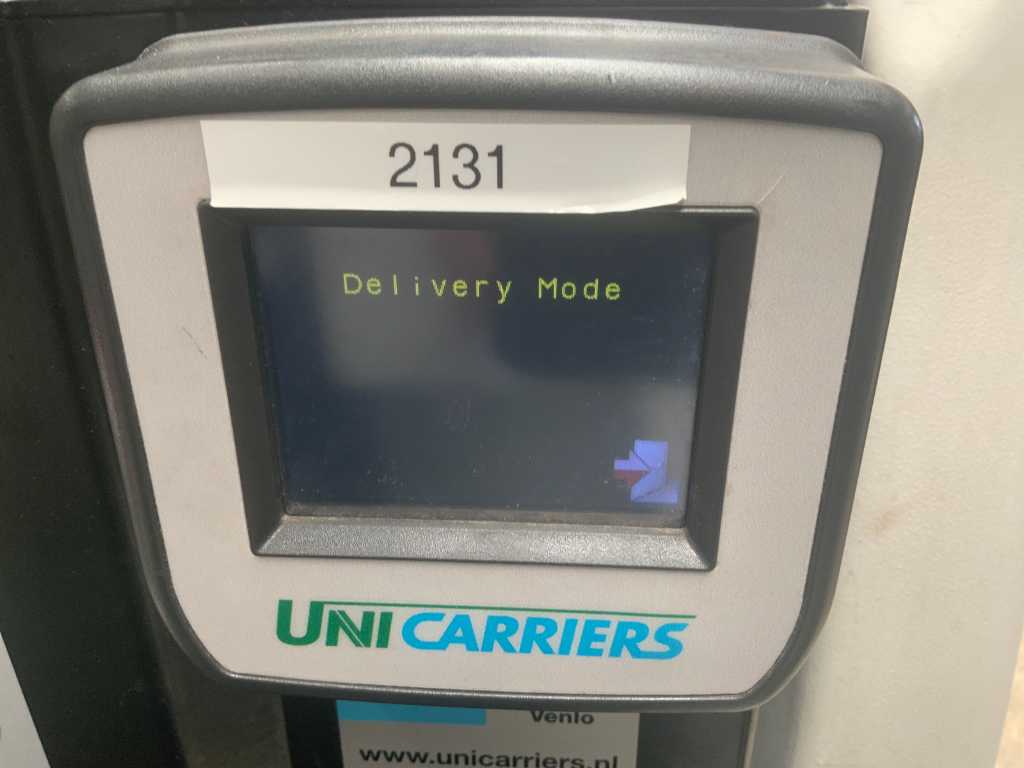 2131
Delivery Mode
UNICARRIERS
Venlo
www.unicarriers.nl